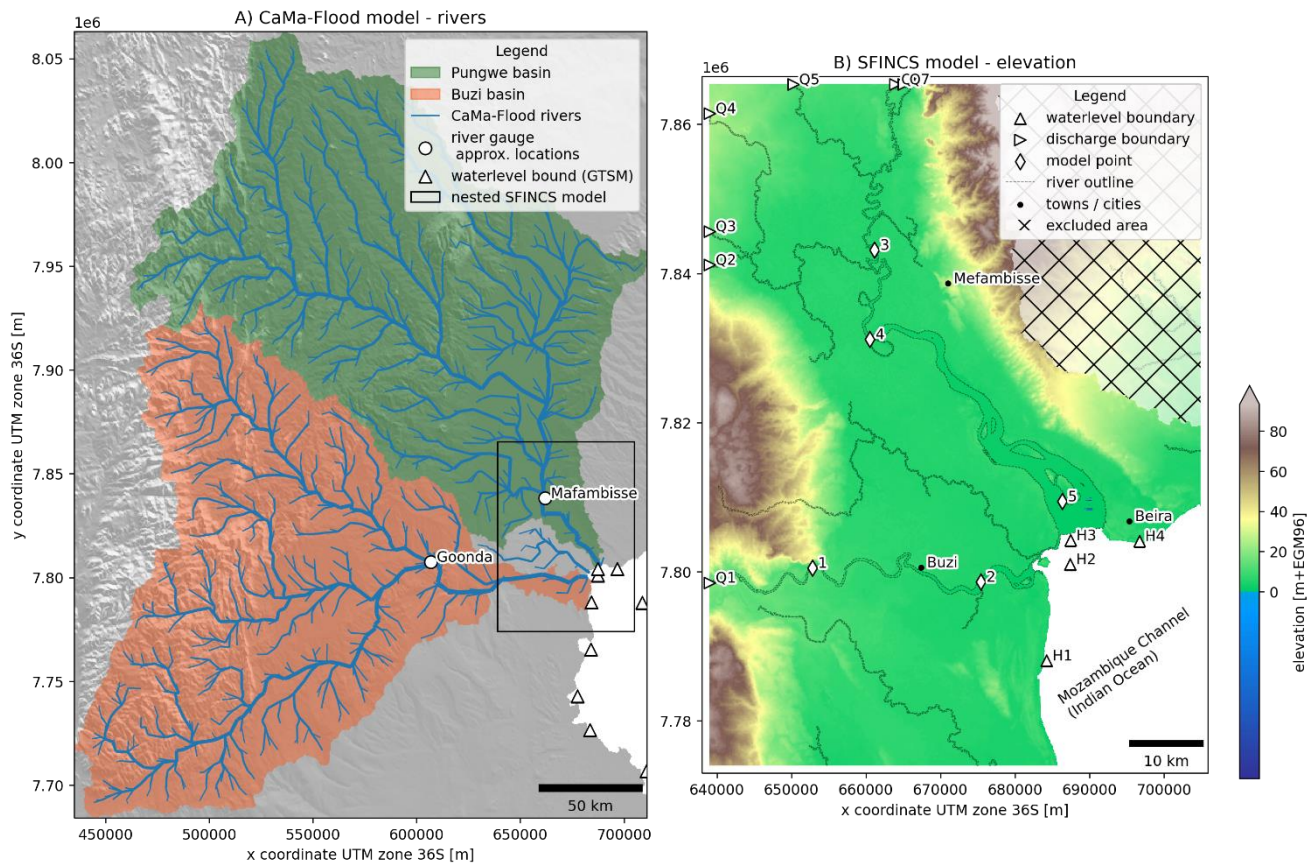 A) CaMa-Flood model - rivers
1e6
8.05
8.00
7.95
7.90
7.85
7.80
7.75
7.70
y coordinate UTM zone 36S [m]
Legend
Pungwe basin
Buzi basin
CaMa-Flood rivers
river gauge
approx. locations
waterlevel bound (GTSM)
nested SFINCS model
Mafambisse
Goonda
50 km
450000 500000 550000 600000 650000 700000
x coordinate UTM zone 36S [m]
B) SFINCS model - elevation
1e6
7.86
7.84
7.82
7.80
7.78
Q5
Q7
Q4
Q3
Q2
Q1
Legend
waterlevel boundary
discharge boundary
model point
river outline
towns / cities
excluded area
3
Mefambisse
4
5
Beira
H3
H4
H2
1
Buzi
2
H1
Mozambique Channel
(Indian Ocean)
10 km
640000 650000 660000 670000 680000 690000 700000
x coordinate UTM zone 36S [m]
80
60
40
20
0
elevation [m+EGM96]